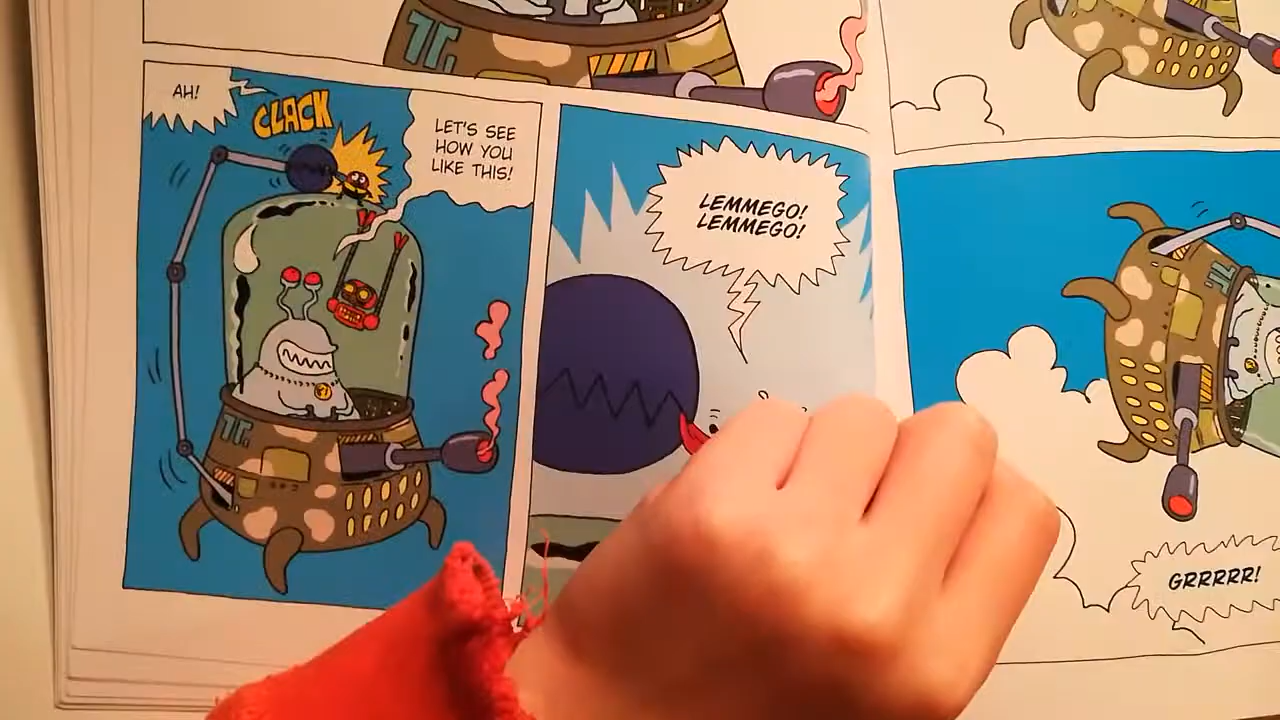 AH!
CLACK
LET'S SEE
HOW YOU
LIKE THIS!
LEMMEGO!
LEMMEGO!
GRRRRR!